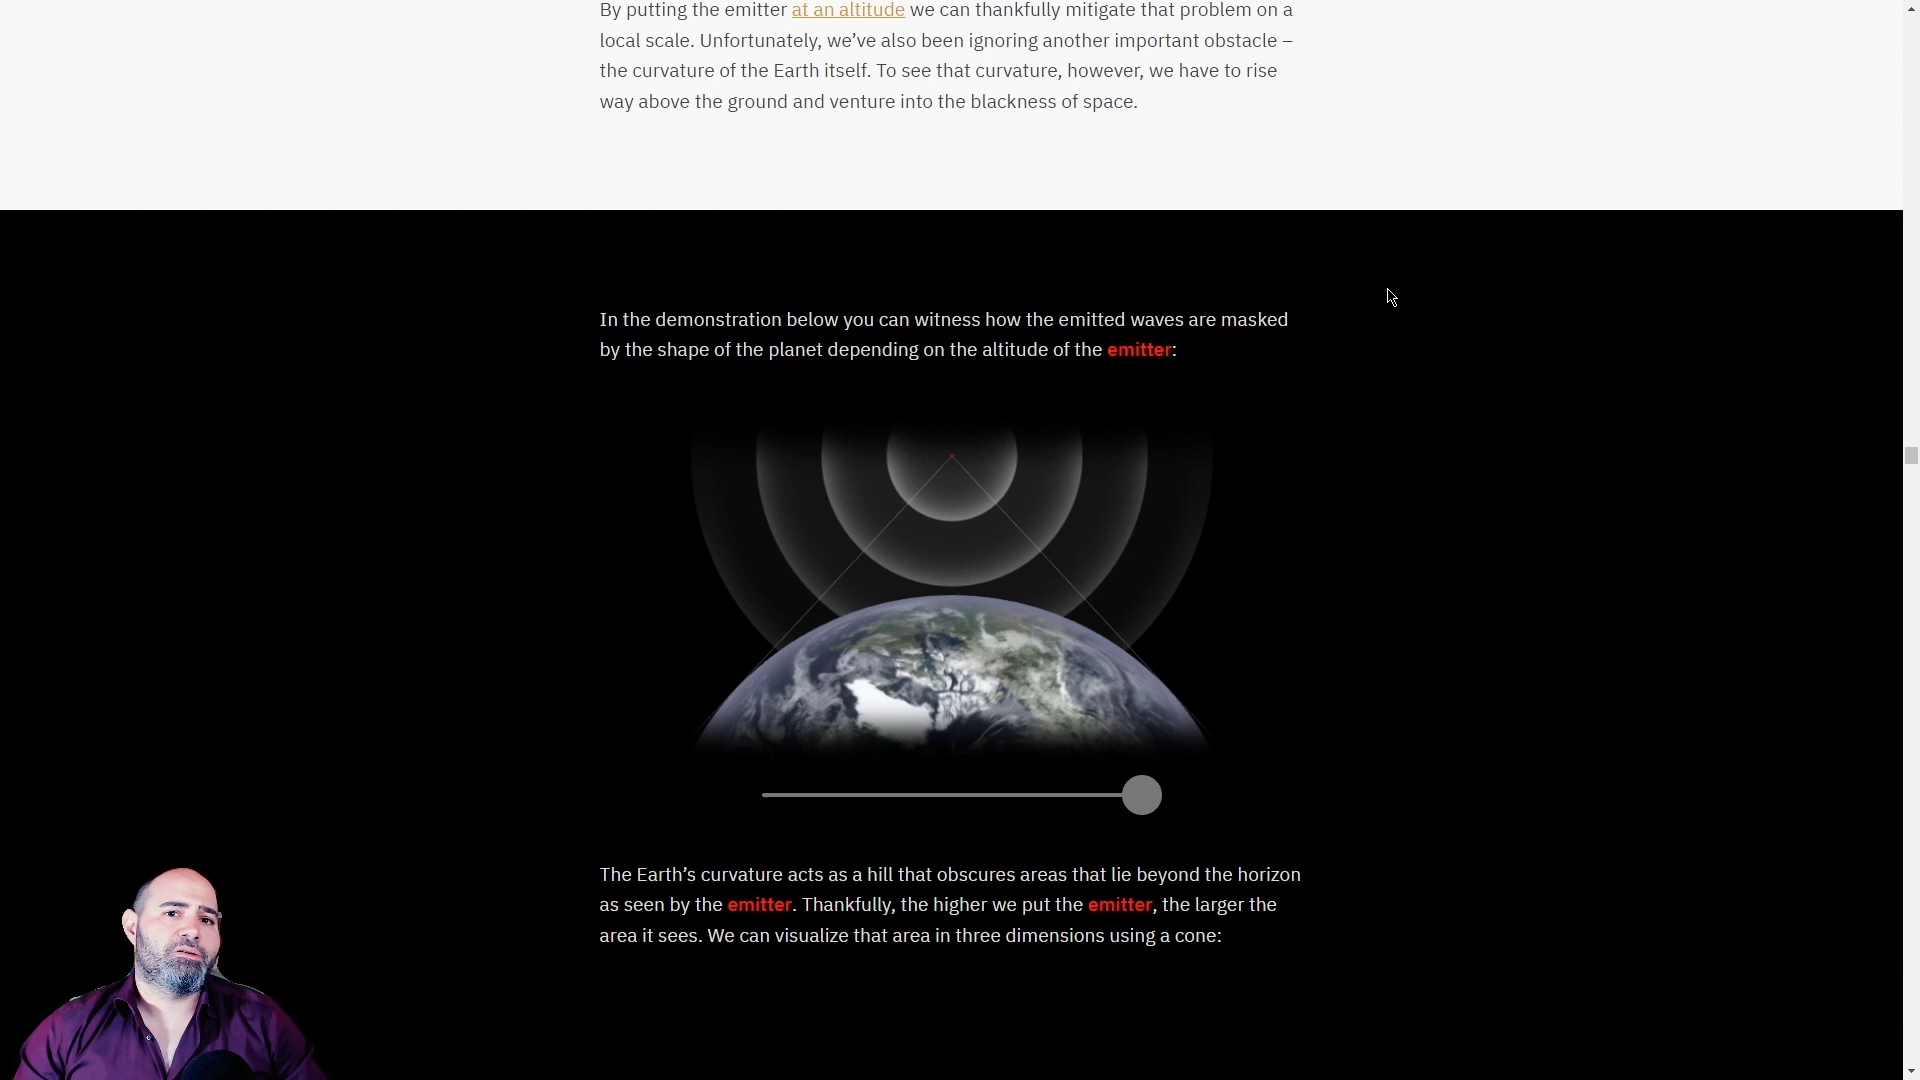 By putting the emitter at an altitude we can thankfully mitigate that problem on a
local scale. Unfortunately, we’ve also been ignoring another important obstacle –
the curvature of the Earth itself. To see that curvature, however, we have to rise
way above the ground and venture into the blackness of space.
In the demonstration below you can witness how the emitted waves are masked
by the shape of the planet depending on the altitude of the emitter:
The Earth’s curvature acts as a hill that obscures areas that lie beyond the horizon
as seen by the emitter. Thankfully, the higher we put the emitter, the larger the
area it sees. We can visualize that area in three dimensions using a cone: